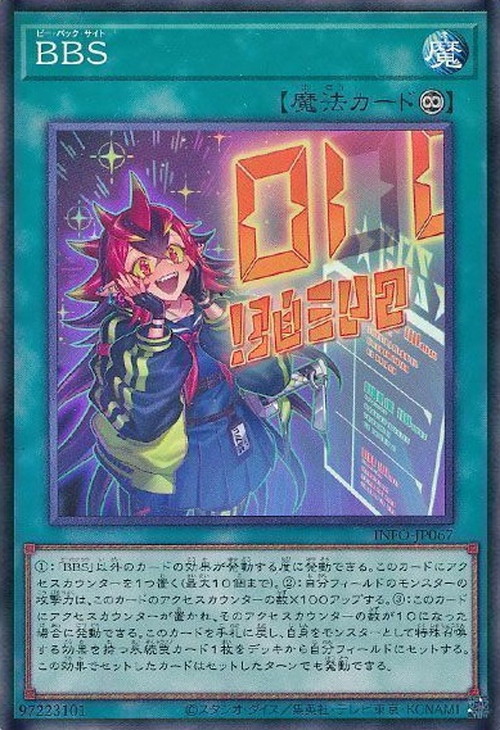 ビー・バック・サイト
BBS
魔
【魔法カード】
INFO-JP067
①:「BBS」以外のカードの効果が発動する度に発動できる。このカードにア
クセスカウンターを1つ置く(最大10個まで)。②:自分フィールドのモンスターの
攻撃力は、このカードのアクセスカウンターの数×100アップする。③:このカード
にアクセスカウンターが置かれ、そのアクセスカウンターの数が10になった
場合に発動できる。このカードを手札に戻し、自身をモンスターとして特殊召喚
する効果を持つ永続罠カード1枚をデッキから自分フィールドにセットする。
この効果でセットしたカードはセットしたターンでも発動できる。
97223101
©スタジオ・ダイス/集英社・テレビ東京・KONAMI